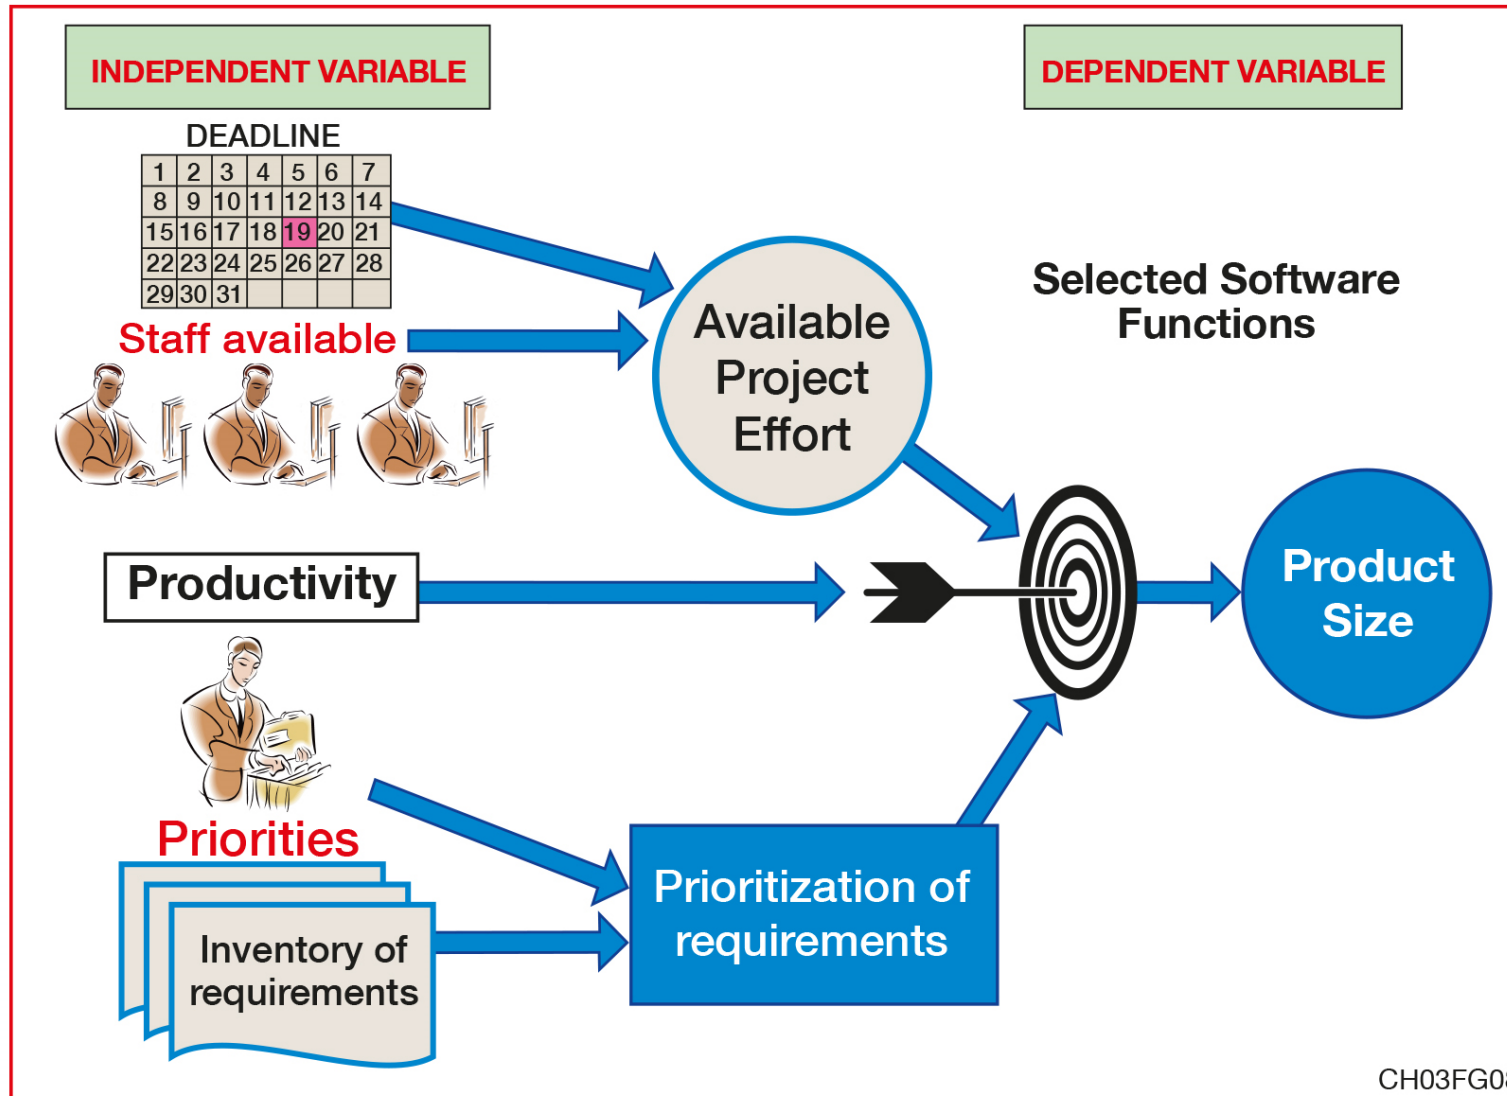 INDEPENDENT VARIABLE
DEPENDENT VARIABLE
DEADLINE
1 2 3 4 5 6 7
8 9 10 11 12 13 14
15 16 17 18 19 20 21
22 23 24 25 26 27 28
29 30 31
Staff available
Available
Project
Effort
Selected Software
Functions
Productivity
Product
Size
Priorities
Inventory of
requirements
Prioritization of
requirements
CH03FG08